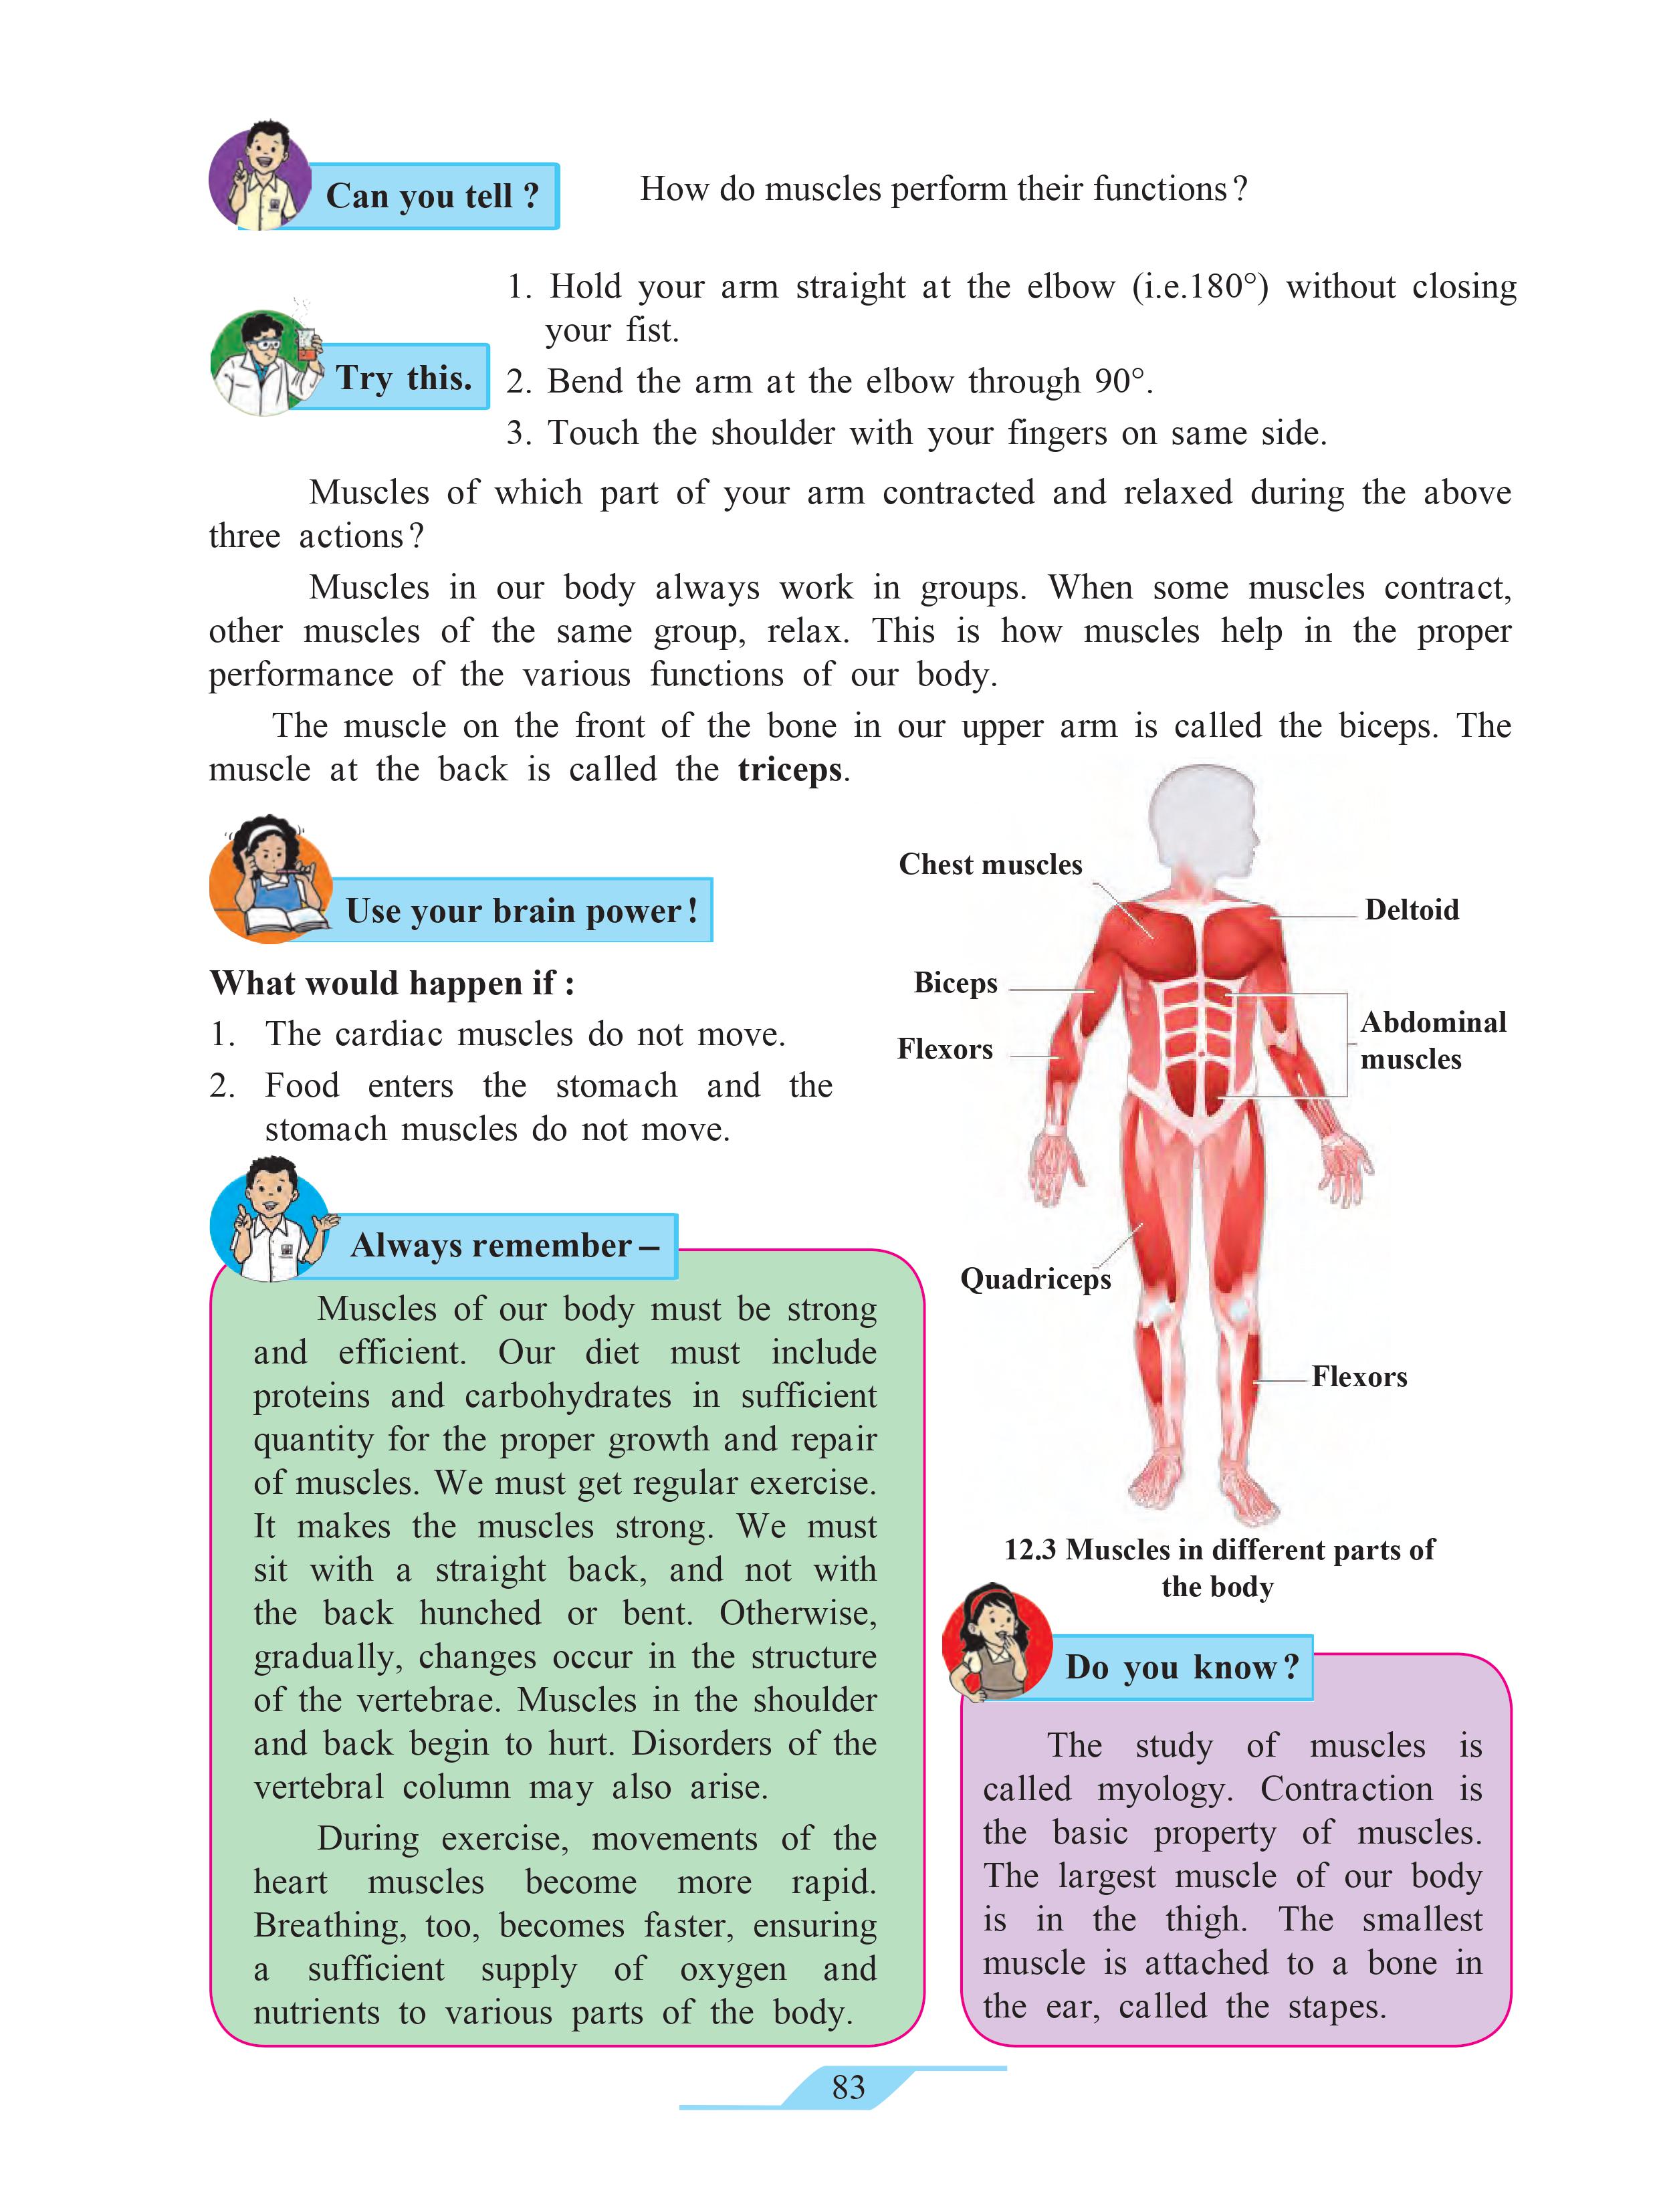 Can you tell ?
How do muscles perform their functions ?
Try this.
1. Hold your arm straight at the elbow (i.e.180°) without closing
your fist.
2. Bend the arm at the elbow through 90°.
3. Touch the shoulder with your fingers on same side.
Muscles of which part of your arm contracted and relaxed during the above
three actions ?
Muscles in our body always work in groups. When some muscles contract,
other muscles of the same group, relax. This is how muscles help in the proper
performance of the various functions of our body.
The muscle on the front of the bone in our upper arm is called the biceps. The
muscle at the back is called the triceps.
Use your brain power !
What would happen if :
1. The cardiac muscles do not move.
2. Food enters the stomach and the
stomach muscles do not move.
Always remember –
Muscles of our body must be strong
and efficient. Our diet must include
proteins and carbohydrates in sufficient
quantity for the proper growth and repair
of muscles. We must get regular exercise.
It makes the muscles strong. We must
sit with a straight back, and not with
the back hunched or bent. Otherwise,
gradually, changes occur in the structure
of the vertebrae. Muscles in the shoulder
and back begin to hurt. Disorders of the
vertebral column may also arise.
During exercise, movements of the
heart muscles become more rapid.
Breathing, too, becomes faster, ensuring
a sufficient supply of oxygen and
nutrients to various parts of the body.
Chest muscles
Deltoid
Biceps
Flexors
Abdominal
muscles
Quadriceps
Flexors
12.3 Muscles in different parts of
the body
Do you know ?
The study of muscles is
called myology. Contraction is
the basic property of muscles.
The largest muscle of our body
is in the thigh. The smallest
muscle is attached to a bone in
the ear, called the stapes.
83